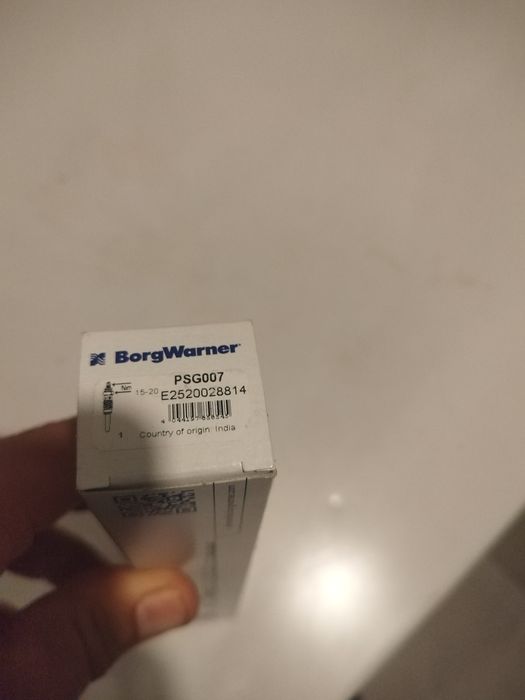 BorgWarner
PSG007
Nm 15-20
E2520028814
1 Country of origin: India